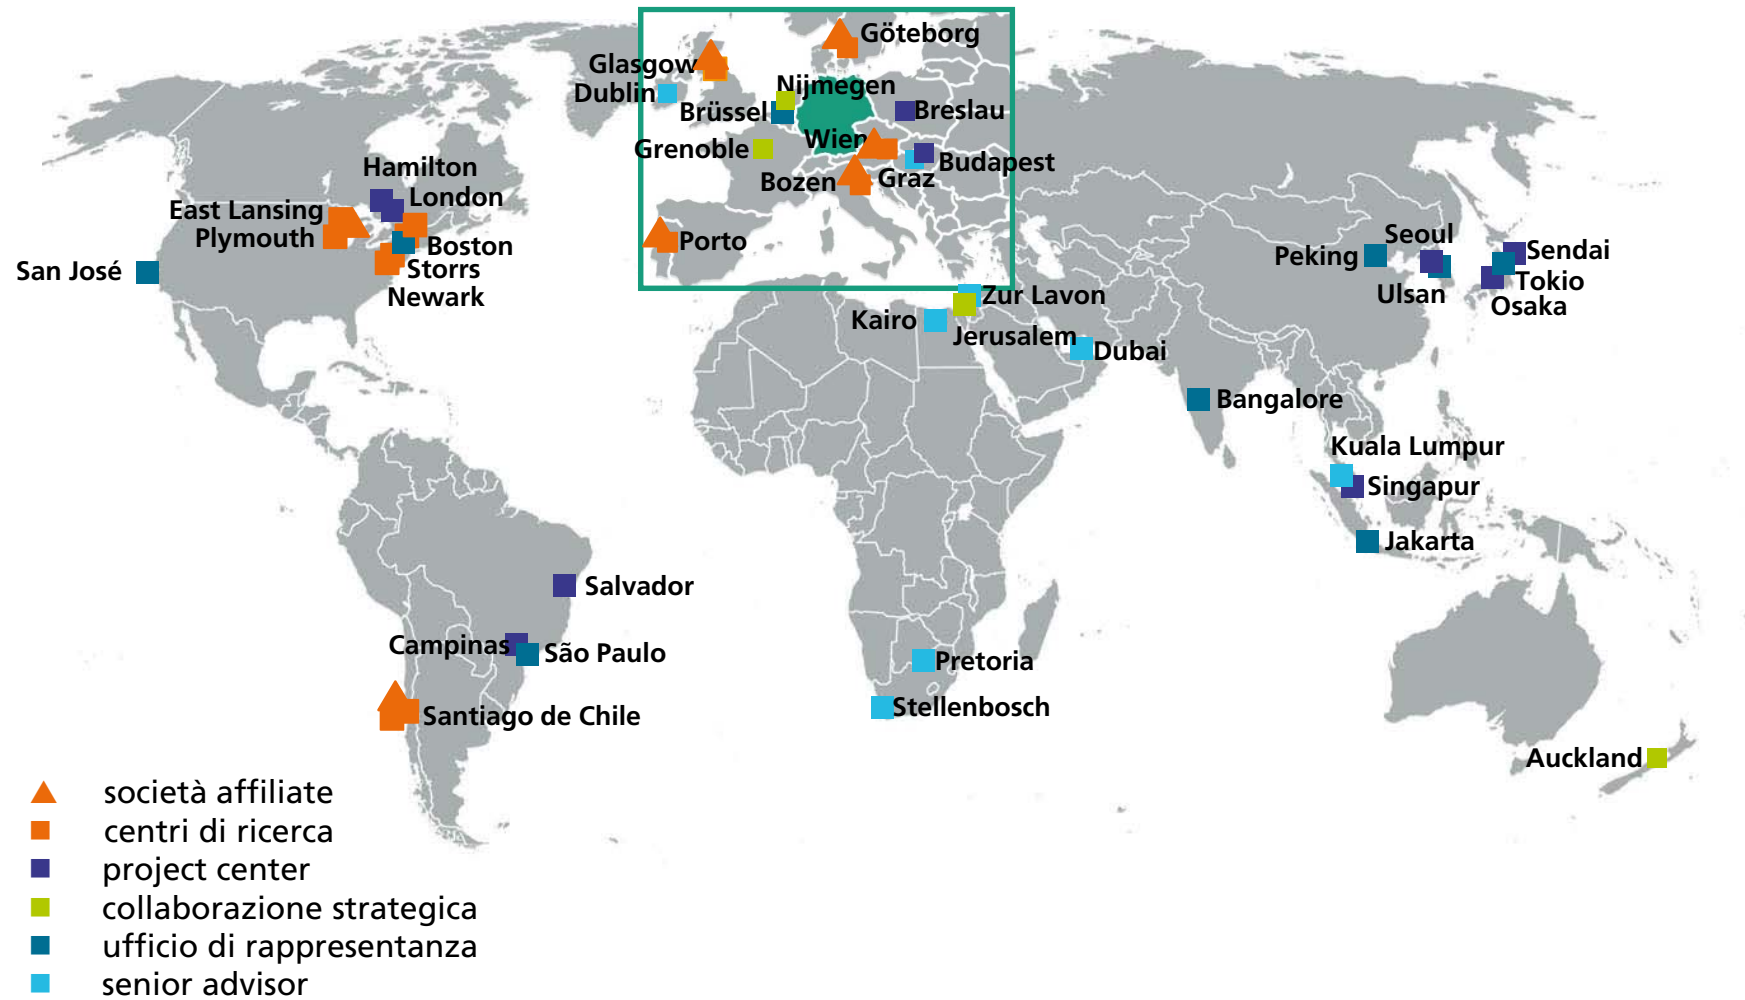 Göteborg
Glasgow
Nijmegen
Dublin
Brüssel
Breslau
Wien
Grenoble
Budapest
Hamilton
Bozen
Graz
London
East Lansing
Plymouth
Porto
Boston
Seoul
Sendai
Peking
San José
Storrs
Tokio
Newark
Zur Lavon
Ulsan
Osaka
Kairo
Jerusalem
Dubai
Bangalore
Kuala Lumpur
Singapur
Jakarta
Salvador
Campinas
São Paulo
Pretoria
Stellenbosch
Santiago de Chile
Auckland
società affiliate
centri di ricerca
project center
collaborazione strategica
ufficio di rappresentanza
senior advisor